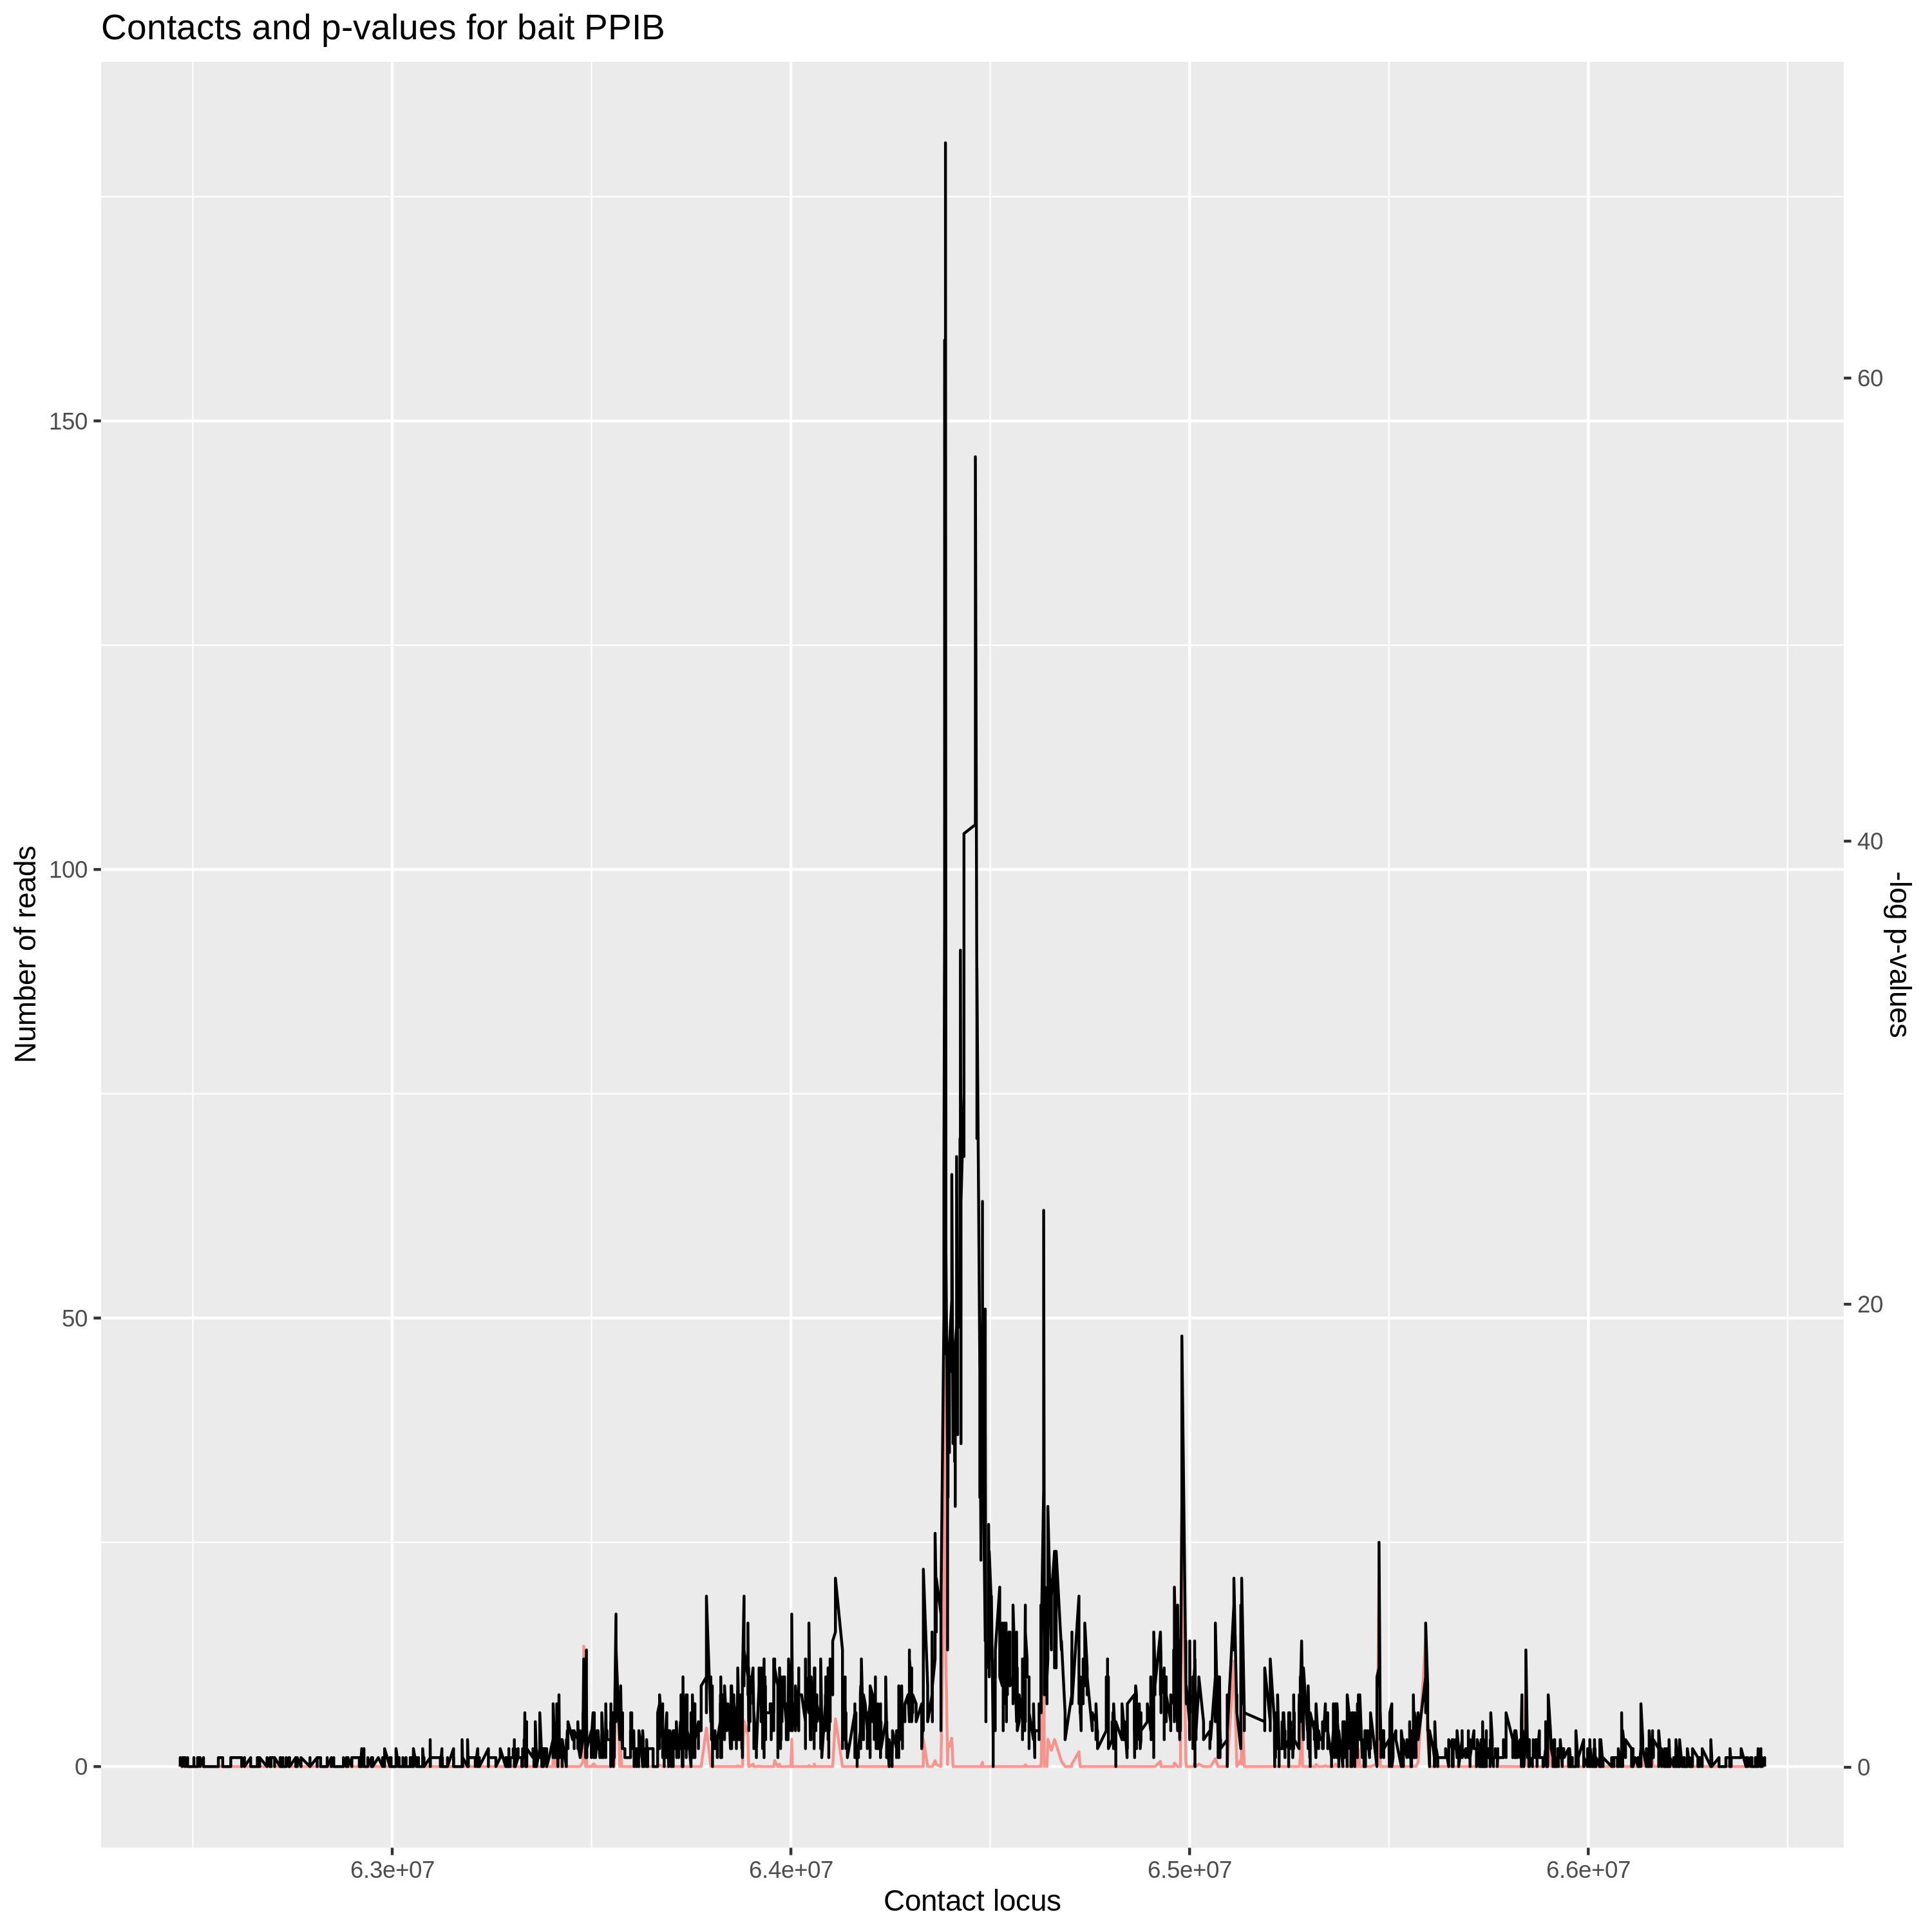 Contacts and p-values for bait PPIB
150
100
50
0
Number of reads
60
40
20
0
-log p-values
6.3e+07
6.4e+07
6.5e+07
6.6e+07
Contact locus